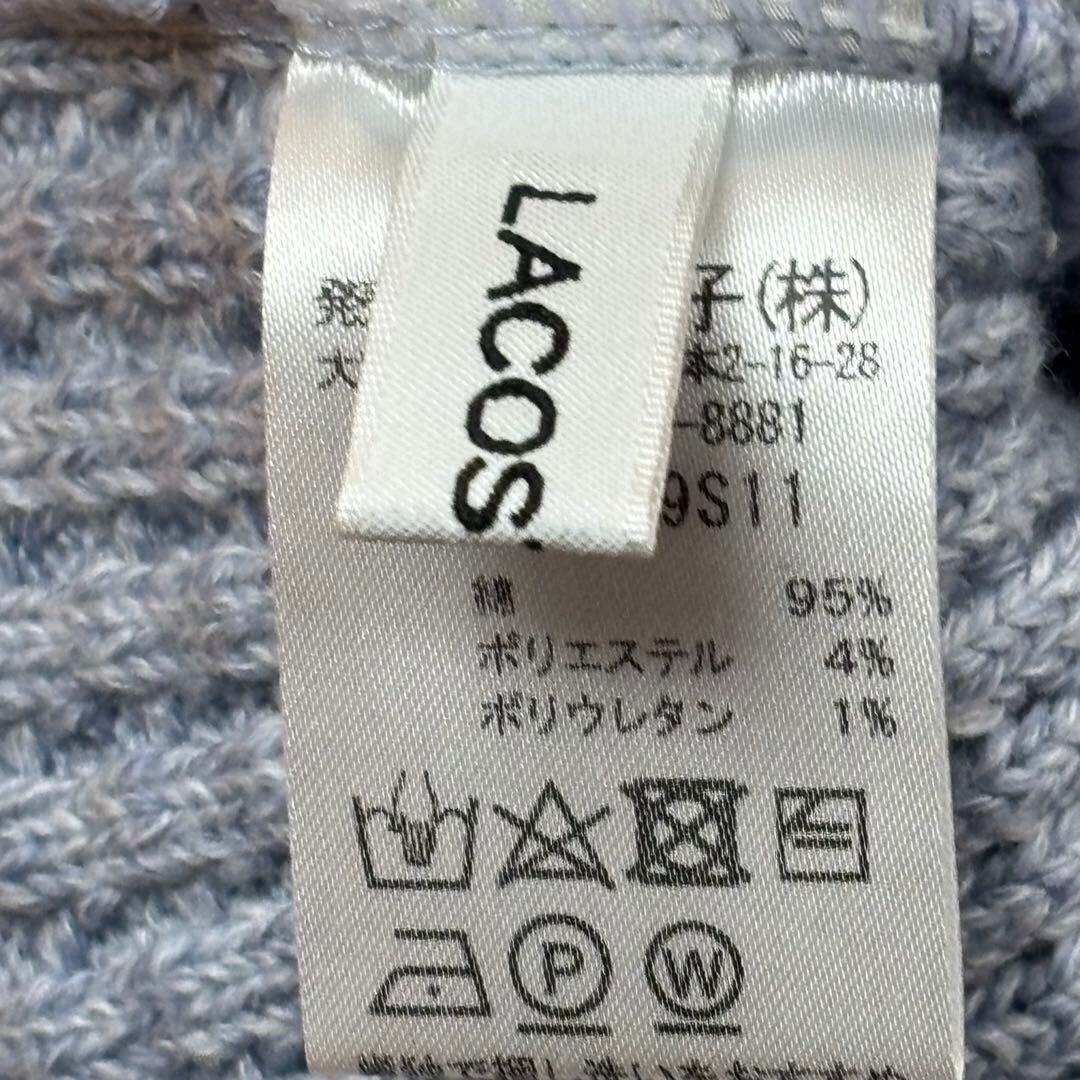 LACOS
発
子(株)
大
本2-16-28
-8881
9S11
綿 95%
ポリエステル 4%
ポリウレタン 1%
P W